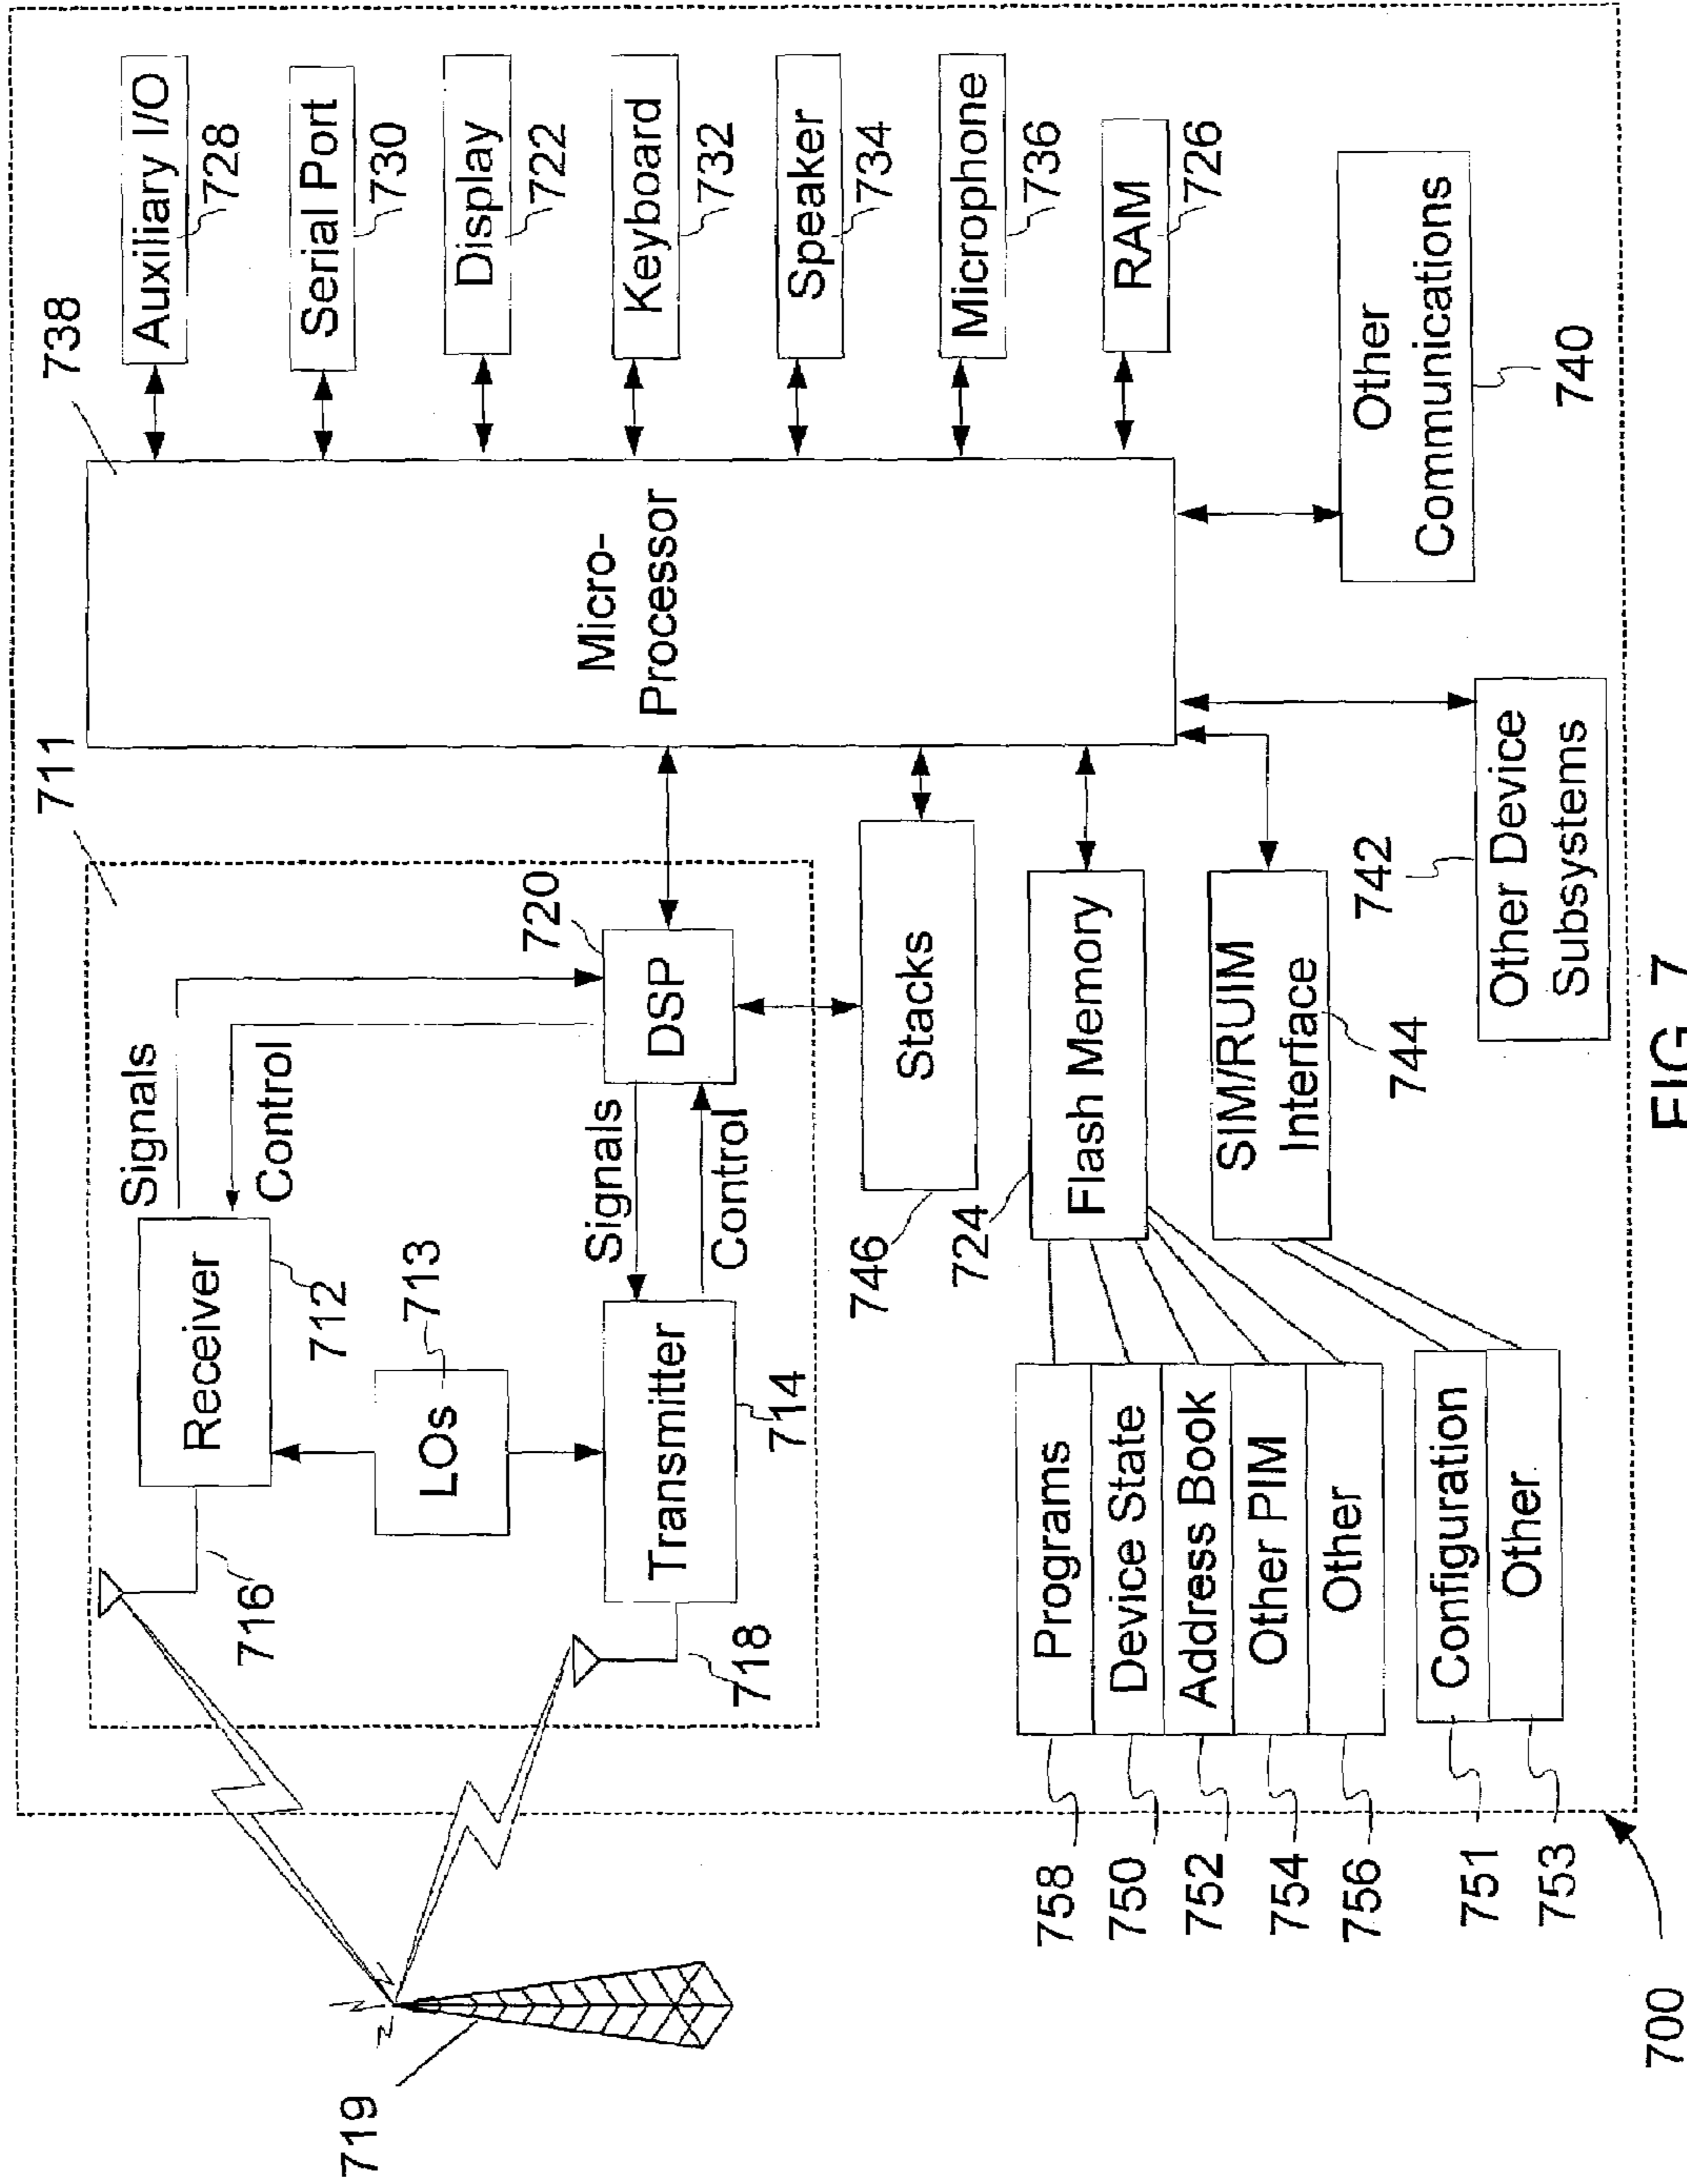 738
711
Auxiliary I/O
728
Serial Port
730
Display
722
Keyboard
732
Speaker
734
Microphone
736
RAM
726
Micro-
Processor
Other
Communications
740
Other Device
Subsystems
742
Signals
Control
Receiver
712
716
LOs
713
DSP
720
Signals
Control
Transmitter
714
718
719
Stacks
746
Flash Memory
724
SIM/RUIM
Interface
744
Programs
Device State
Address Book
Other PIM
Other
Configuration
Other
758
750
752
754
756
751
753
700
FIG. 7